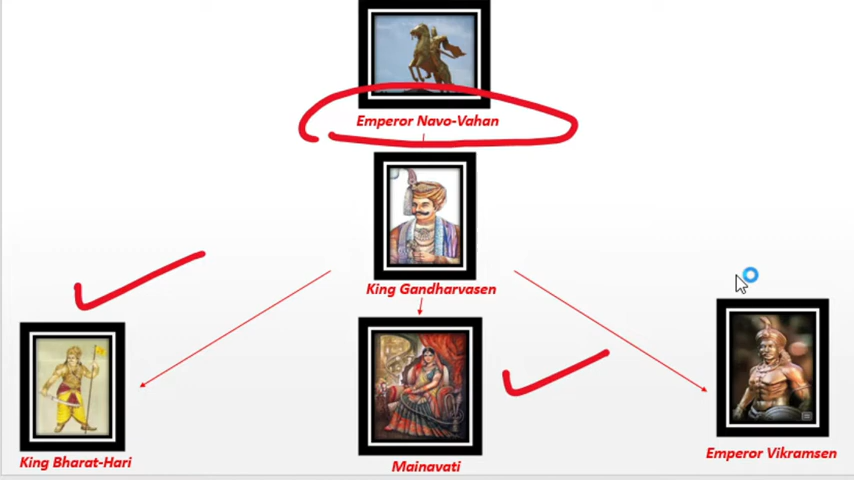 Emperor Navo-Vahan
King Gandharvasen
King Bharat-Hari
Mainavati
Emperor Vikramsen